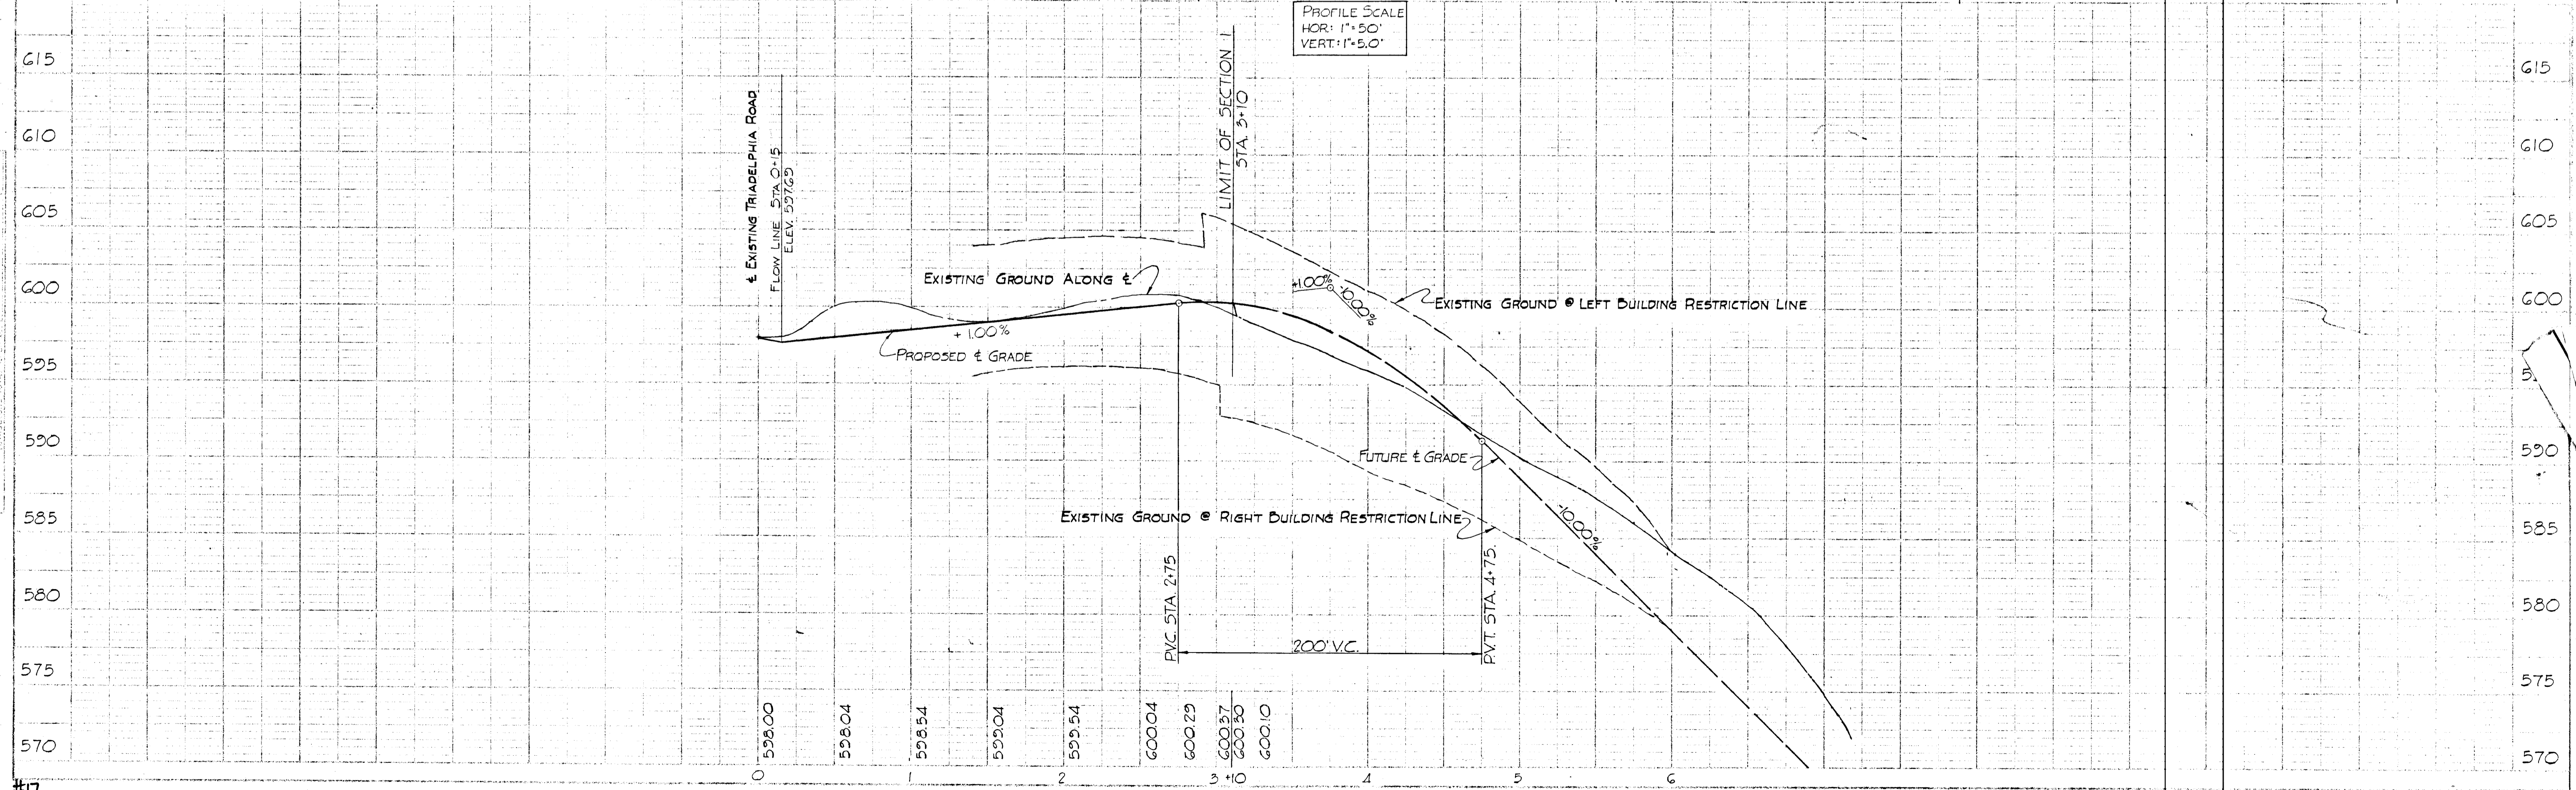 PROFILE SCALE
HOR: 1"=50'
VERT: 1"=5.0'
615
610
605
600
595
590
585
580
575
570
℄ EXISTING TRIADELPHIA ROAD
FLOW LINE STA. 0+15
ELEV. 597.69
LIMIT OF SECTION 1
STA. 3+10
EXISTING GROUND ALONG ℄
+1.00%
PROPOSED ℄ GRADE
+1.00%
-10.00%
EXISTING GROUND @ LEFT BUILDING RESTRICTION LINE
FUTURE ℄ GRADE
EXISTING GROUND @ RIGHT BUILDING RESTRICTION LINE
-10.00%
P.V.C. STA. 2+75
200' V.C.
P.V.T. STA. 4+75
598.00
598.04
598.54
599.04
599.54
600.04
600.29
600.37
600.30
600.10
0
1
2
3 +10
4
5
6
615
610
605
600
590
585
580
575
570
#17